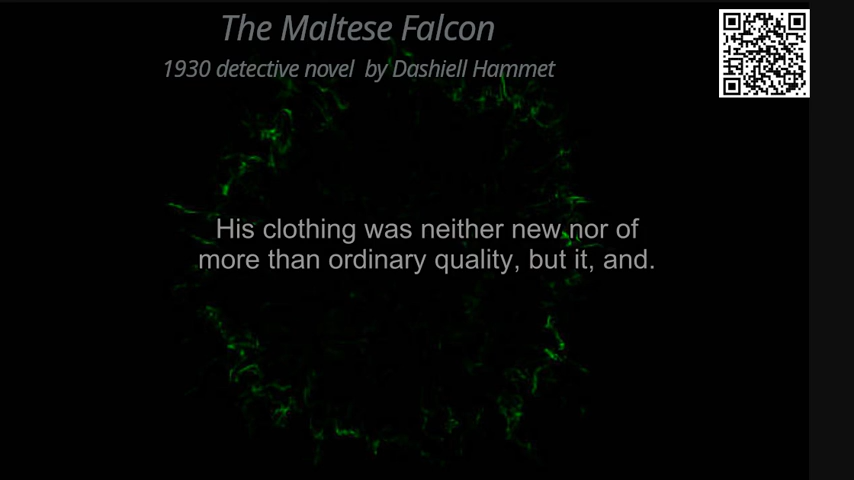 The Maltese Falcon
1930 detective novel by Dashiell Hammet
His clothing was neither new nor of
more than ordinary quality, but it, and.